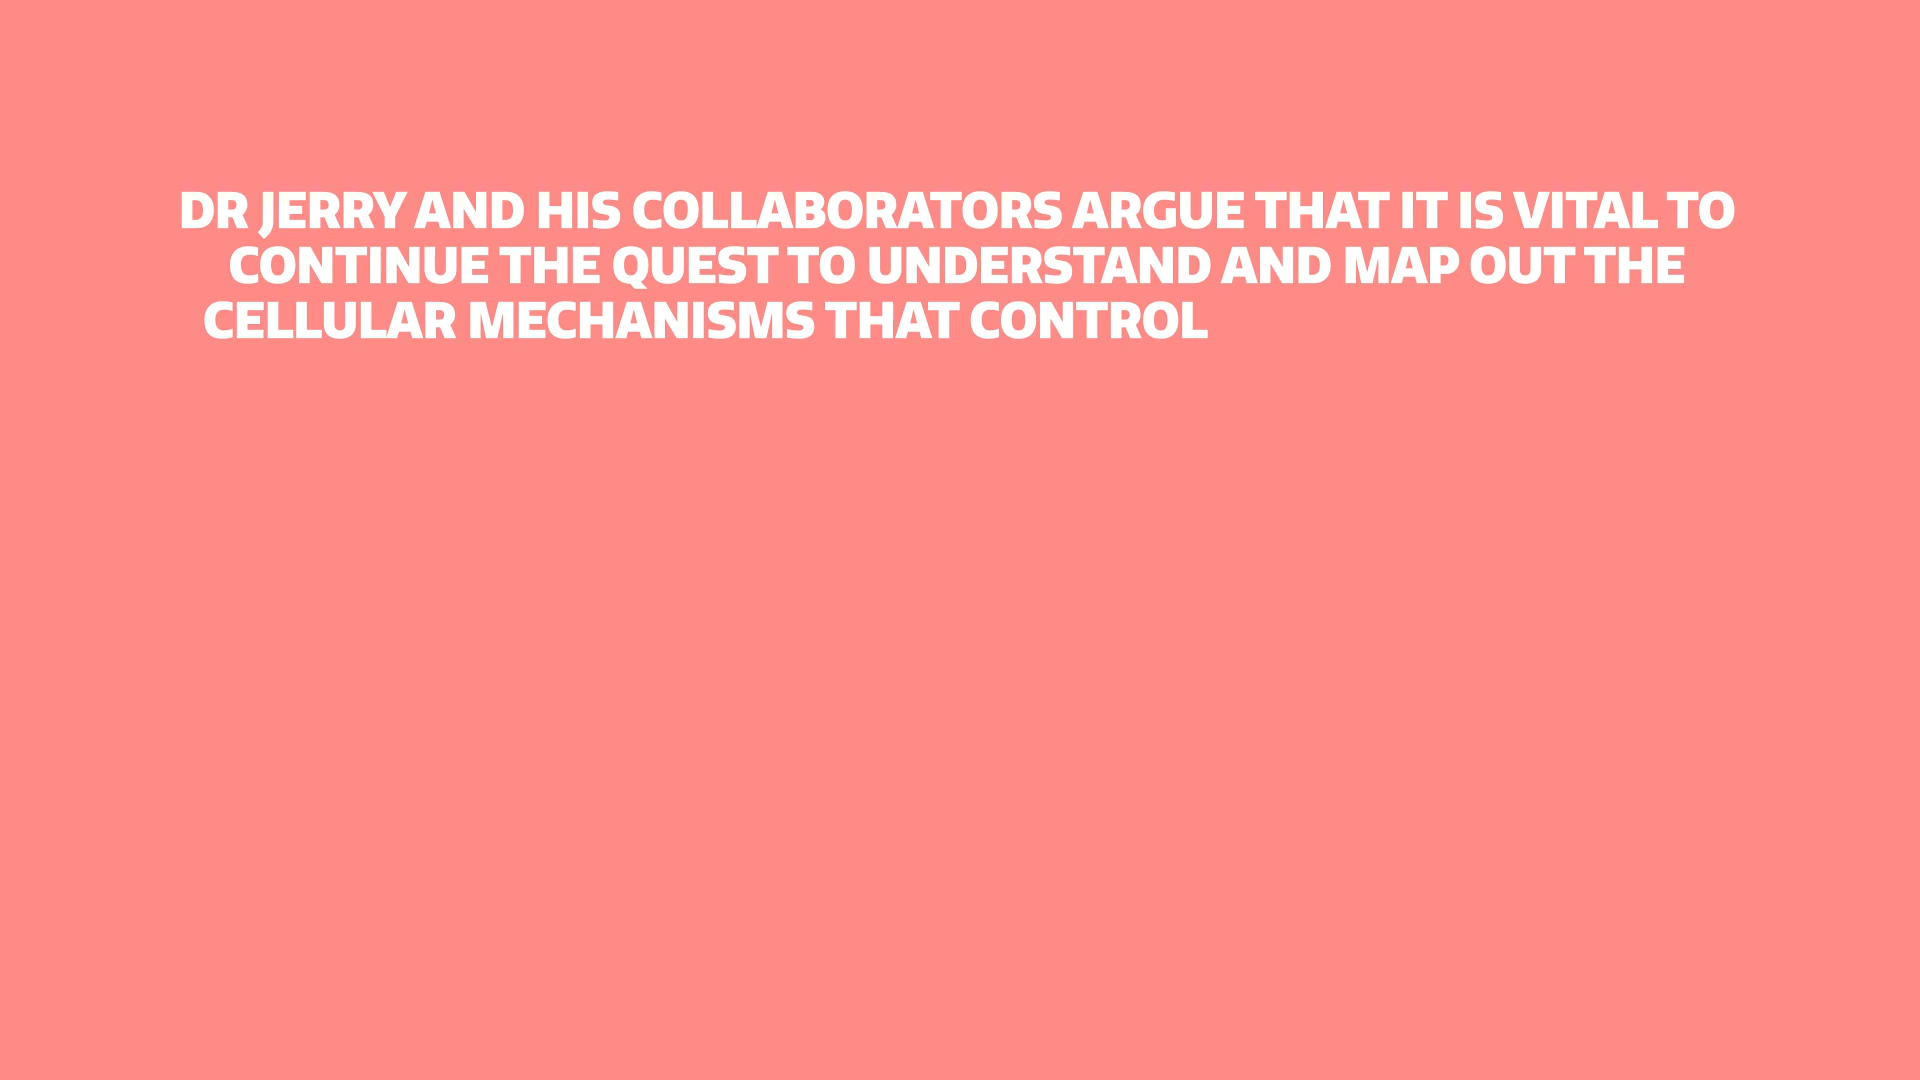 DR JERRY AND HIS COLLABORATORS ARGUE THAT IT IS VITAL TO
CONTINUE THE QUEST TO UNDERSTAND AND MAP OUT THE
CELLULAR MECHANISMS THAT CONTROL